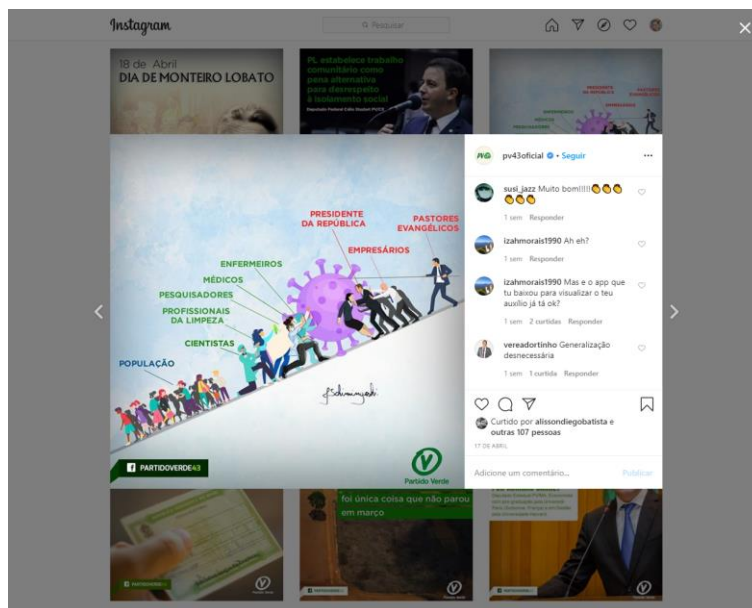 Instagram
Pesquisar
18 de Abril
DIA DE MONTEIRO LOBATO
PL estabelece trabalho
comunitário como
pena alternativa
para desrespeito
à isolamento social
PRESIDENTE
DA REPÚBLICA
PASTORES
EVANGÉLICOS
EMPRESÁRIOS
ENFERMEIROS
MÉDICOS
PESQUISADORES
PROFISSIONAIS
DA LIMPEZA
CIENTISTAS
POPULAÇÃO
PARTIDOVERDE43
Partido Verde
pv43oficial • Seguir
susi_jazz Muito bom!!!!!👏👏👏
👏👏👏
1 sem Responder
izahmorais1990 Ah eh?
1 sem Responder
izahmorais1990 Mas e o app que
tu baixou para visualizar o teu
auxílio já tá ok?
1 sem 2 curtidas Responder
vereadortinho Generalização
desnecessária
1 sem 1 curtida Responder
Curtido por alissondiegobatista e
outras 107 pessoas
17 DE ABRIL
Adicione um comentário... Publicar
foi única coisa que não parou
em março